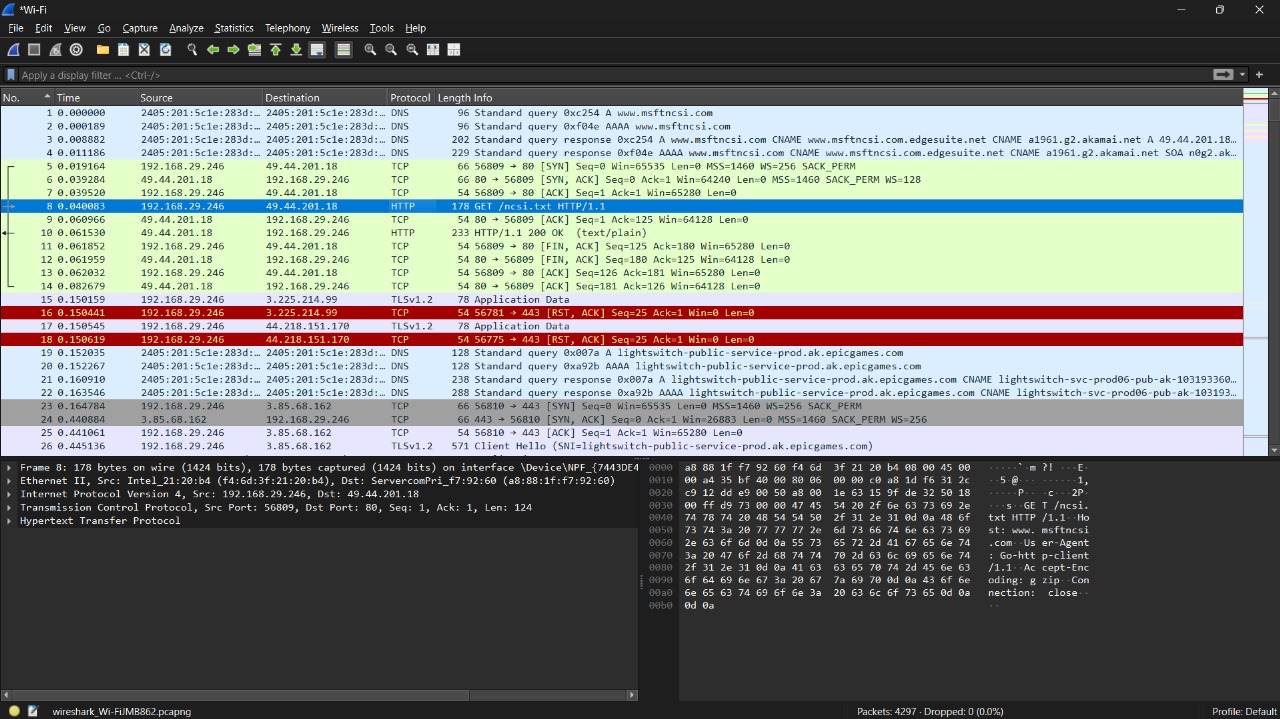 *Wi-Fi
File Edit View Go Capture Analyze Statistics Telephony Wireless Tools Help
Apply a display filter ... <Ctrl-/>
No. Time Source Destination Protocol Length Info
1 0.000000 2405:201:5c1e:283d:… 2405:201:5c1e:283d:… DNS 96 Standard query 0xc254 A www.msftncsi.com
2 0.000189 2405:201:5c1e:283d:… 2405:201:5c1e:283d:… DNS 96 Standard query 0xf04e AAAA www.msftncsi.com
3 0.008882 2405:201:5c1e:283d:… 2405:201:5c1e:283d:… DNS 202 Standard query response 0xc254 A www.msftncsi.com CNAME www.msftncsi.com.edgesuite.net CNAME a1961.g2.akamai.net A 49.44.201.18…
4 0.011186 2405:201:5c1e:283d:… 2405:201:5c1e:283d:… DNS 229 Standard query response 0xf04e AAAA www.msftncsi.com CNAME www.msftncsi.com.edgesuite.net CNAME a1961.g2.akamai.net SOA n0g2.ak…
5 0.019164 192.168.29.246 49.44.201.18 TCP 66 56809 → 80 [SYN] Seq=0 Win=65535 Len=0 MSS=1460 WS=256 SACK_PERM
6 0.039284 49.44.201.18 192.168.29.246 TCP 66 80 → 56809 [SYN, ACK] Seq=0 Ack=1 Win=64240 Len=0 MSS=1460 SACK_PERM WS=128
7 0.039520 192.168.29.246 49.44.201.18 TCP 54 56809 → 80 [ACK] Seq=1 Ack=1 Win=65280 Len=0
8 0.040083 192.168.29.246 49.44.201.18 HTTP 178 GET /ncsi.txt HTTP/1.1
9 0.060966 49.44.201.18 192.168.29.246 TCP 54 80 → 56809 [ACK] Seq=1 Ack=125 Win=64128 Len=0
10 0.061530 49.44.201.18 192.168.29.246 HTTP 233 HTTP/1.1 200 OK  (text/plain)
11 0.061852 192.168.29.246 49.44.201.18 TCP 54 56809 → 80 [FIN, ACK] Seq=125 Ack=180 Win=65280 Len=0
12 0.061959 49.44.201.18 192.168.29.246 TCP 54 80 → 56809 [FIN, ACK] Seq=180 Ack=125 Win=64128 Len=0
13 0.062032 192.168.29.246 49.44.201.18 TCP 54 56809 → 80 [ACK] Seq=126 Ack=181 Win=65280 Len=0
14 0.082679 49.44.201.18 192.168.29.246 TCP 54 80 → 56809 [ACK] Seq=181 Ack=126 Win=64128 Len=0
15 0.150159 192.168.29.246 3.225.214.99 TLSv1.2 78 Application Data
16 0.150441 192.168.29.246 3.225.214.99 TCP 54 56781 → 443 [RST, ACK] Seq=25 Ack=1 Win=0 Len=0
17 0.150545 192.168.29.246 44.218.151.170 TLSv1.2 78 Application Data
18 0.150619 192.168.29.246 44.218.151.170 TCP 54 56775 → 443 [RST, ACK] Seq=25 Ack=1 Win=0 Len=0
19 0.152035 2405:201:5c1e:283d:… 2405:201:5c1e:283d:… DNS 128 Standard query 0x007a A lightswitch-public-service-prod.ak.epicgames.com
20 0.152267 2405:201:5c1e:283d:… 2405:201:5c1e:283d:… DNS 128 Standard query 0xa92b AAAA lightswitch-public-service-prod.ak.epicgames.com
21 0.160910 2405:201:5c1e:283d:… 2405:201:5c1e:283d:… DNS 238 Standard query response 0x007a A lightswitch-public-service-prod.ak.epicgames.com CNAME lightswitch-svc-prod06-pub-ak-103193360…
22 0.163546 2405:201:5c1e:283d:… 2405:201:5c1e:283d:… DNS 288 Standard query response 0xa92b AAAA lightswitch-public-service-prod.ak.epicgames.com CNAME lightswitch-svc-prod06-pub-ak-103193…
23 0.164784 192.168.29.246 3.85.68.162 TCP 66 56810 → 443 [SYN] Seq=0 Win=65535 Len=0 MSS=1460 WS=256 SACK_PERM
24 0.440884 3.85.68.162 192.168.29.246 TCP 66 443 → 56810 [SYN, ACK] Seq=0 Ack=1 Win=26883 Len=0 MSS=1460 SACK_PERM WS=256
25 0.441061 192.168.29.246 3.85.68.162 TCP 54 56810 → 443 [ACK] Seq=1 Ack=1 Win=65280 Len=0
26 0.445136 192.168.29.246 3.85.68.162 TLSv1.2 571 Client Hello (SNI=lightswitch-public-service-prod.ak.epicgames.com)
Frame 8: 178 bytes on wire (1424 bits), 178 bytes captured (1424 bits) on interface \Device\NPF_{7443DE4
Ethernet II, Src: Intel_21:20:b4 (f4:6d:3f:21:20:b4), Dst: ServercomPri_f7:92:60 (a8:88:1f:f7:92:60)
Internet Protocol Version 4, Src: 192.168.29.246, Dst: 49.44.201.18
Transmission Control Protocol, Src Port: 56809, Dst Port: 80, Seq: 1, Ack: 1, Len: 124
Hypertext Transfer Protocol
0000 a8 88 1f f7 92 60 f4 6d 3f 21 20 b4 08 00 45 00 ·····`·m ?! ···E·
0010 00 a4 35 bf 40 00 80 06 00 00 c0 a8 1d f6 31 2c ··5·@··· ······1,
0020 c9 12 dd e9 00 50 a8 00 1e 63 15 9f de 32 50 18 ·····P·· ·c···2P·
0030 00 ff d9 73 00 00 47 45 54 20 2f 6e 63 73 69 2e ···s··GE T /ncsi.
0040 74 78 74 20 48 54 54 50 2f 31 2e 31 0d 0a 48 6f txt HTTP /1.1··Ho
0050 73 74 3a 20 77 77 77 2e 6d 73 66 74 6e 63 73 69 st: www. msftncsi
0060 2e 63 6f 6d 0d 0a 55 73 65 72 2d 41 67 65 6e 74 .com··Us er-Agent
0070 3a 20 47 6f 2d 68 74 74 70 2d 63 6c 69 65 6e 74 : Go-htt p-client
0080 2f 31 2e 31 0d 0a 41 63 63 65 70 74 2d 45 6e 63 /1.1··Ac cept-Enc
0090 6f 64 69 6e 67 3a 20 67 7a 69 70 0d 0a 43 6f 6e oding: g zip··Con
00a0 6e 65 63 74 69 6f 6e 3a 20 63 6c 6f 73 65 0d 0a nection:  close··
00b0 0d 0a ··
wireshark_Wi-FiJMB862.pcapng
Packets: 4297 · Dropped: 0 (0.0%)
Profile: Default